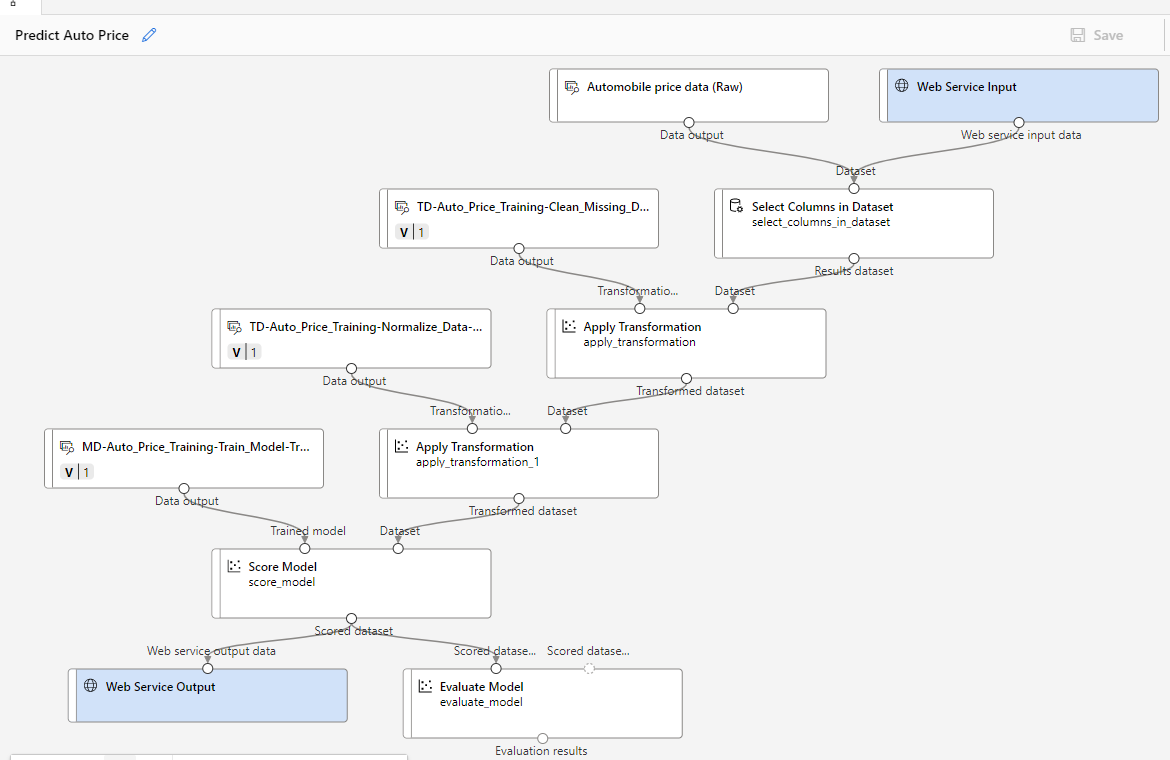 Predict Auto Price
Save
Automobile price data (Raw)
Web Service Input
Data output
Web service input data
Dataset
TD-Auto_Price_Training-Clean_Missing_D...
V 1
Select Columns in Dataset
select_columns_in_dataset
Data output
Results dataset
Transformatio...
Dataset
TD-Auto_Price_Training-Normalize_Data-...
V 1
Apply Transformation
apply_transformation
Data output
Transformed dataset
Transformatio...
Dataset
MD-Auto_Price_Training-Train_Model-Tr...
V 1
Apply Transformation
apply_transformation_1
Data output
Transformed dataset
Trained model
Dataset
Score Model
score_model
Scored dataset
Web service output data
Scored datase...
Scored datase...
Web Service Output
Evaluate Model
evaluate_model
Evaluation results